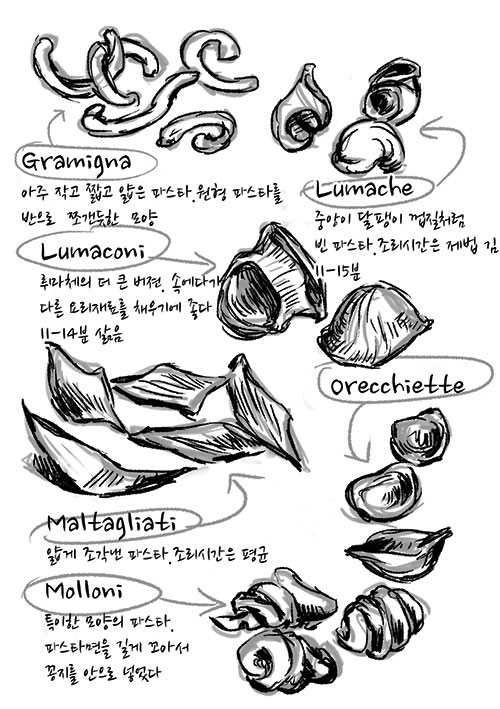 Gramigna
아주 작고 짧고 얇은 파스타. 원형 파스타를
반으로 쪼갠듯한 모양
Lumache
중앙이 달팽이 껍질처럼
빈 파스타. 조리시간은 제법 김
11-15분
Lumaconi
루마체의 더 큰 버젼. 속에다가
다른 요리재료를 채우기에 좋다
11-14분 삶음
Orecchiette
Maltagliati
얇게 조각낸 파스타. 조리시간은 평균
Molloni
특이한 모양의 파스타.
파스타면을 길게 꼬아서
꽁지를 안으로 넣었다